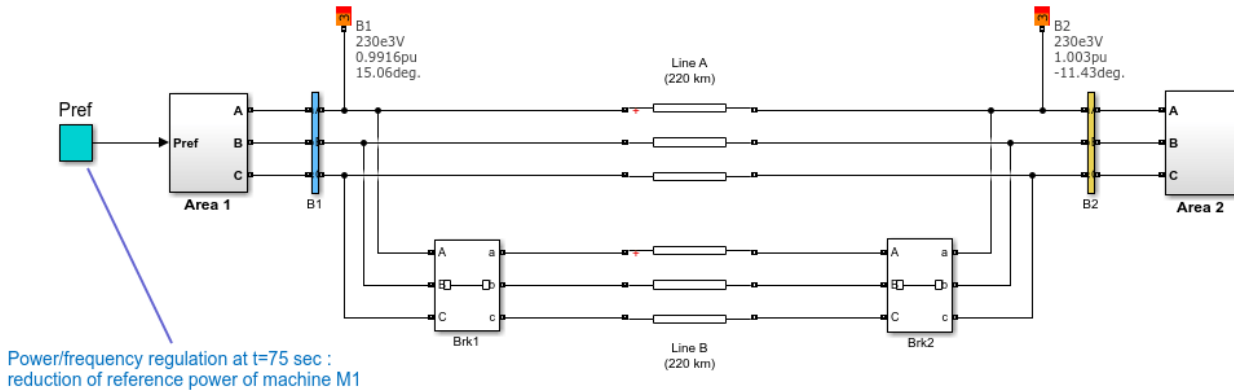 3
B1
230e3V
0.9916pu
15.06deg.
3
B2
230e3V
1.003pu
-11.43deg.
Line A
(220 km)
Pref
Pref
A
B
C
Area 1
B1
A
B
C
Area 2
B2
A
B
C
a
b
c
Brk1
A
B
C
a
b
c
Brk2
Line B
(220 km)
Power/frequency regulation at t=75 sec :
reduction of reference power of machine M1